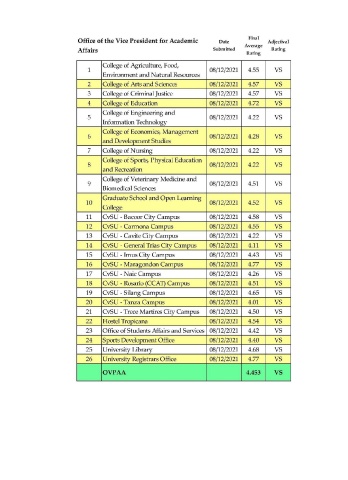 Office of the Vice President for Academic Affairs Date Submitted Final Average Rating Adjectival Rating
1 College of Agriculture, Food, Environment and Natural Resources 08/12/2021 4.55 VS
2 College of Arts and Sciences 08/12/2021 4.57 VS
3 College of Criminal Justice 08/12/2021 4.57 VS
4 College of Education 08/12/2021 4.72 VS
5 College of Engineering and Information Technology 08/12/2021 4.22 VS
6 College of Economics, Management and Development Studies 08/12/2021 4.28 VS
7 College of Nursing 08/12/2021 4.22 VS
8 College of Sports, Physical Education and Recreation 08/12/2021 4.22 VS
9 College of Veterinary Medicine and Biomedical Sciences 08/12/2021 4.51 VS
10 Graduate School and Open Learning College 08/12/2021 4.52 VS
11 CvSU - Bacoor City Campus 08/12/2021 4.58 VS
12 CvSU - Carmona Campus 08/12/2021 4.55 VS
13 CvSU - Cavite City Campus 08/12/2021 4.22 VS
14 CvSU - General Trias City Campus 08/12/2021 4.11 VS
15 CvSU - Imus City Campus 08/12/2021 4.43 VS
16 CvSU - Maragondon Campus 08/12/2021 4.77 VS
17 CvSU - Naic Campus 08/12/2021 4.26 VS
18 CvSU - Rosario (CCAT) Campus 08/12/2021 4.51 VS
19 CvSU - Silang Campus 08/12/2021 4.65 VS
20 CvSU - Tanza Campus 08/12/2021 4.01 VS
21 CvSU - Trece Martires City Campus 08/12/2021 4.50 VS
22 Hostel Tropicana 08/12/2021 4.54 VS
23 Office of Students Affairs and Services 08/12/2021 4.42 VS
24 Sports Development Office 08/12/2021 4.40 VS
25 University Library 08/12/2021 4.68 VS
26 University Registrars Office 08/12/2021 4.77 VS
OVPAA 4.453 VS